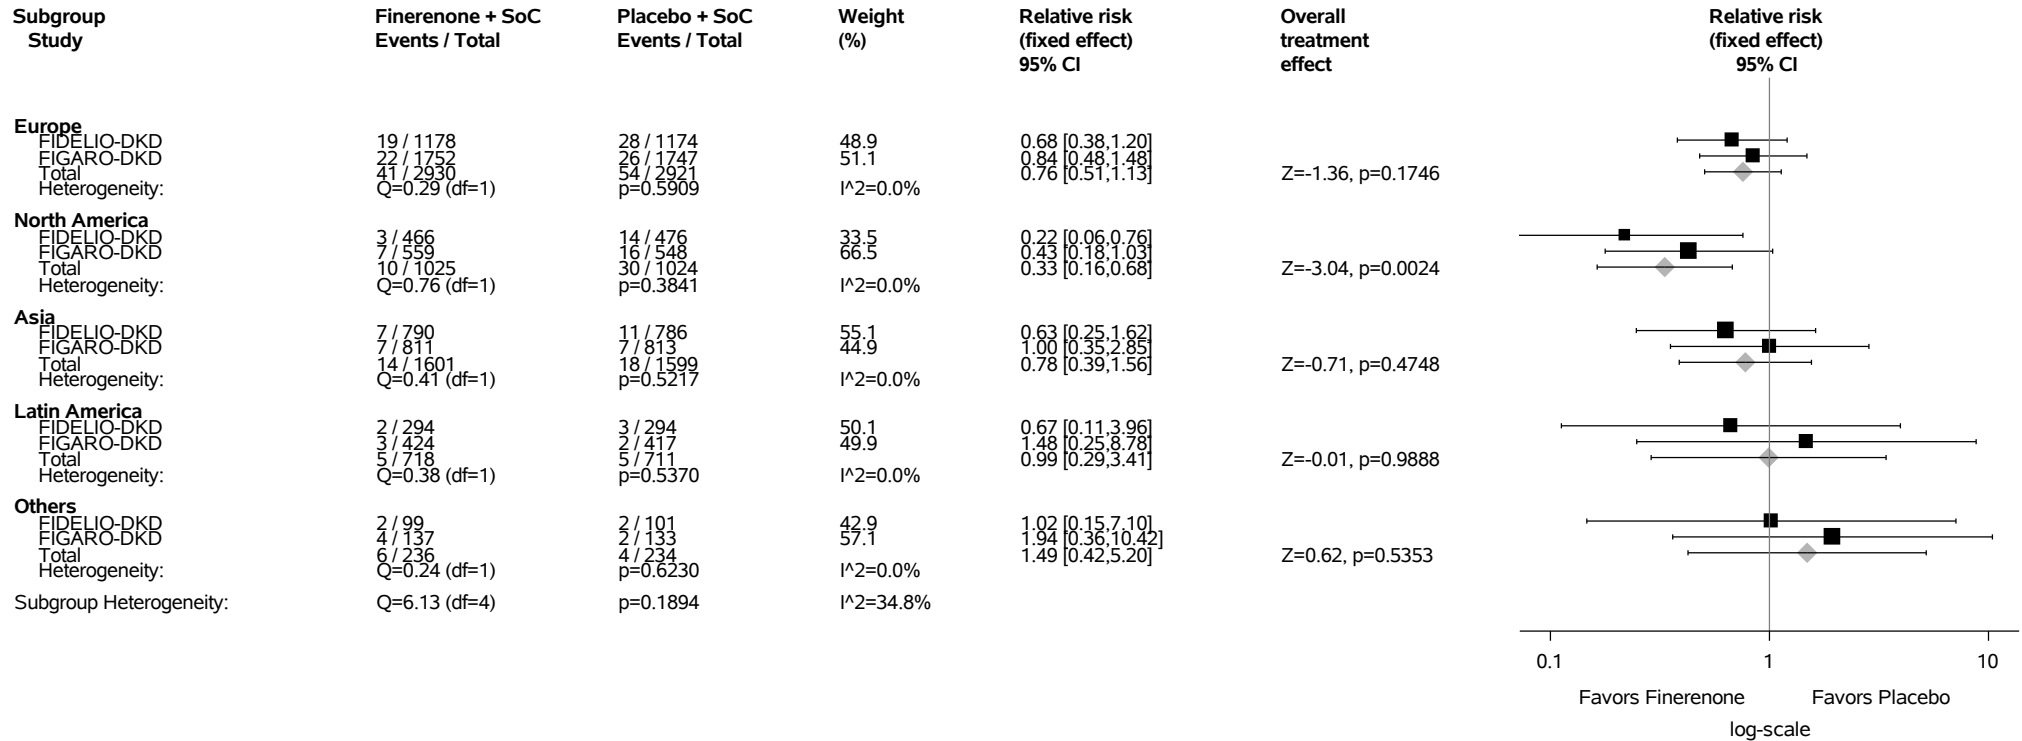 Subgroup Finerenone + SoC Placebo + SoC Weight Relative risk Overall Relative risk
Study Events / Total Events / Total (%) (fixed effect) treatment (fixed effect)
95% CI effect 95% CI
Europe
FIDELIO-DKD 19 / 1178 28 / 1174 48.9 0.68 [0.38,1.20]
FIGARO-DKD 22 / 1752 26 / 1747 51.1 0.84 [0.48,1.48]
Total 41 / 2930 54 / 2921 0.76 [0.51,1.13] Z=-1.36, p=0.1746
Heterogeneity: Q=0.29 (df=1) p=0.5909 I^2=0.0%
North America
FIDELIO-DKD 3 / 466 14 / 476 33.5 0.22 [0.06,0.76]
FIGARO-DKD 7 / 559 16 / 548 66.5 0.43 [0.18,1.03]
Total 10 / 1025 30 / 1024 0.33 [0.16,0.68] Z=-3.04, p=0.0024
Heterogeneity: Q=0.76 (df=1) p=0.3841 I^2=0.0%
Asia
FIDELIO-DKD 7 / 790 11 / 786 55.1 0.63 [0.25,1.62]
FIGARO-DKD 7 / 811 7 / 813 44.9 1.00 [0.35,2.85]
Total 14 / 1601 18 / 1599 0.78 [0.39,1.56] Z=-0.71, p=0.4748
Heterogeneity: Q=0.41 (df=1) p=0.5217 I^2=0.0%
Latin America
FIDELIO-DKD 2 / 294 3 / 294 50.1 0.67 [0.11,3.96]
FIGARO-DKD 3 / 424 2 / 417 49.9 1.48 [0.25,8.78]
Total 5 / 718 5 / 711 0.99 [0.29,3.41] Z=-0.01, p=0.9888
Heterogeneity: Q=0.38 (df=1) p=0.5370 I^2=0.0%
Others
FIDELIO-DKD 2 / 99 2 / 101 42.9 1.02 [0.15,7.10]
FIGARO-DKD 4 / 137 2 / 133 57.1 1.94 [0.36,10.42]
Total 6 / 236 4 / 234 1.49 [0.42,5.20] Z=0.62, p=0.5353
Heterogeneity: Q=0.24 (df=1) p=0.6230 I^2=0.0%
Subgroup Heterogeneity: Q=6.13 (df=4) p=0.1894 I^2=34.8%
0.1 1 10
Favors Finerenone Favors Placebo
log-scale